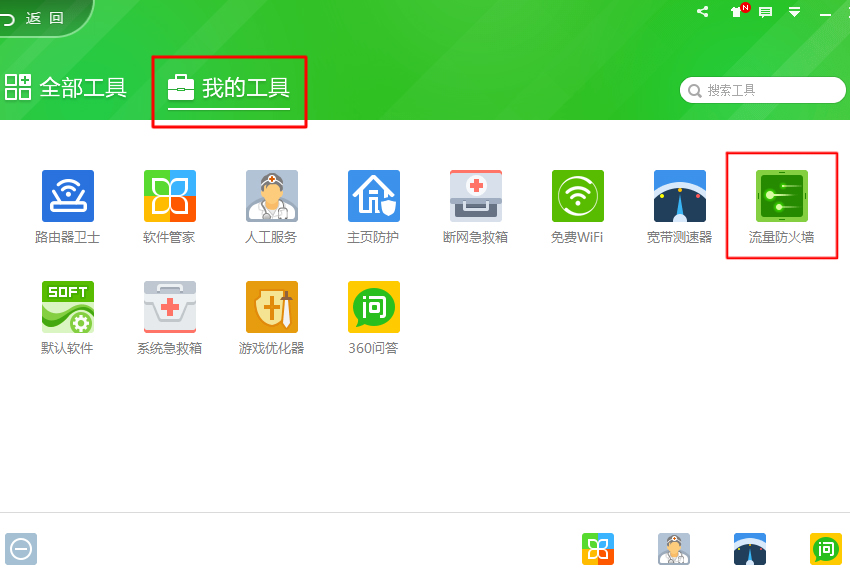 返 回
N
全部工具
我的工具
搜索工具
路由器卫士
软件管家
人工服务
主页防护
断网急救箱
免费WiFi
宽带测速器
流量防火墙
SOFT
问
默认软件
系统急救箱
游戏优化器
360问答
问